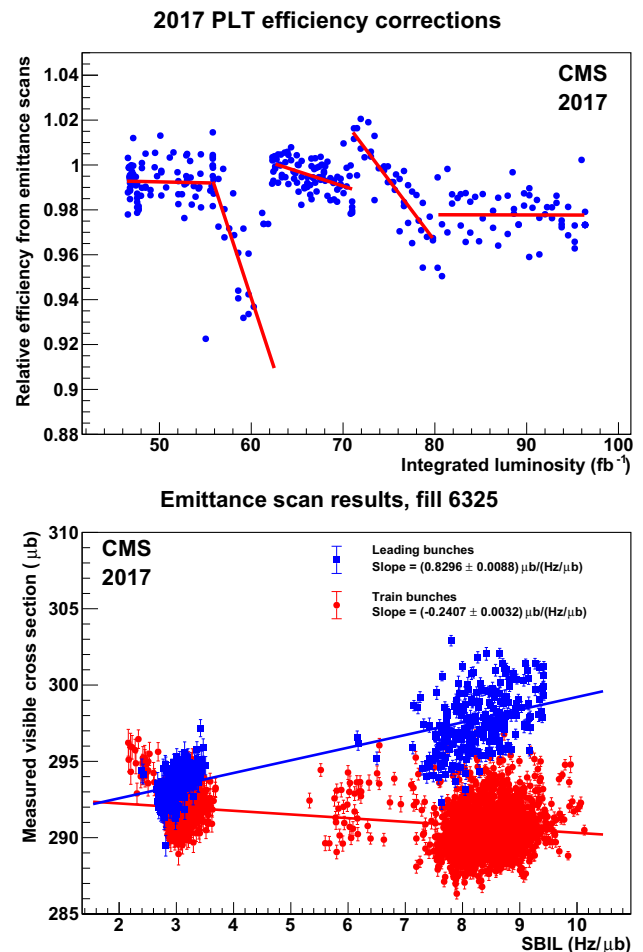 2017 PLT efficiency corrections
Relative efficiency from emittance scans
1.04
1.02
1
0.98
0.96
0.94
0.92
0.9
0.88
CMS
2017
50 60 70 80 90 100
Integrated luminosity (fb⁻¹)
Emittance scan results, fill 6325
Measured visible cross section (μb)
310
305
300
295
290
285
CMS
2017
Leading bunches
Slope = (0.8296 ± 0.0088) μb/(Hz/μb)
Train bunches
Slope = (-0.2407 ± 0.0032) μb/(Hz/μb)
2 3 4 5 6 7 8 9 10
SBIL (Hz/μb)